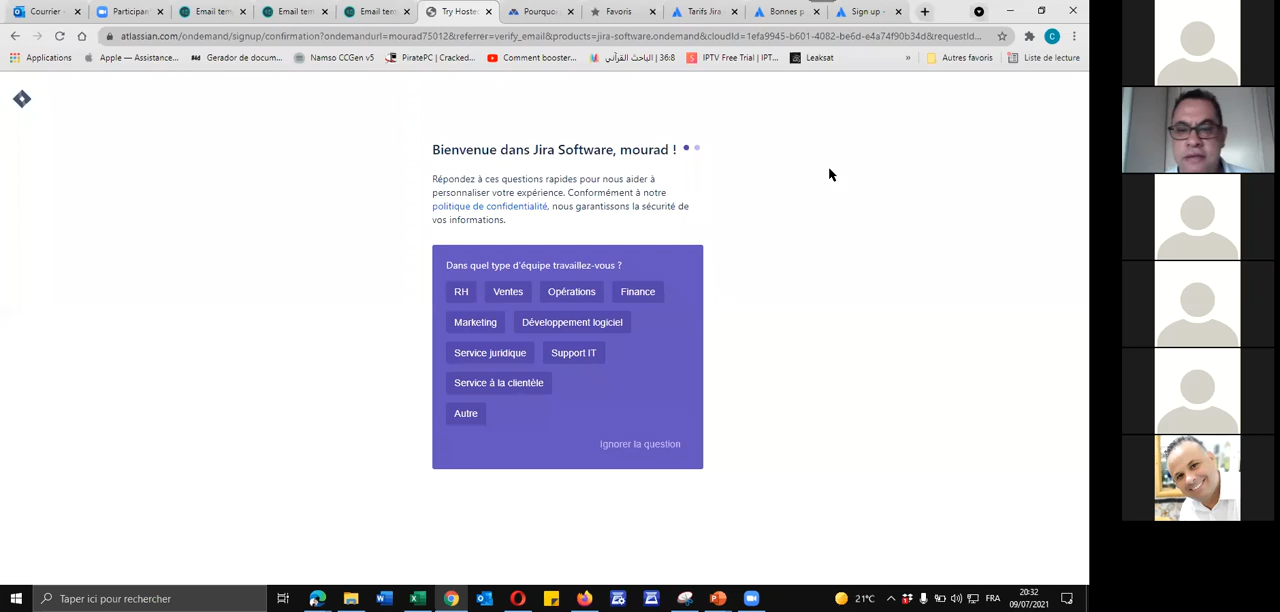 Courrier -
Participan
Email tem
Email tem
Email tem
Try Hoste
Pourquo
Favoris
Tarifs Jira
Bonnes p
Sign up -
atlassian.com/ondemand/signup/confirmation?ondemandurl=mourad75012&referrer=verify_email&products=jira-software.ondemand&cloudId=1efa9945-b601-4082-be6d-e4a74f90b34d&requestId...
Applications
Apple — Assistance...
Gerador de docum...
Namso CCGen v5
PiratePC | Cracked...
Comment booster...
36:8 | الباحث القرآني
IPTV Free Trial | IPT...
Leaksat
»
Autres favoris
Liste de lecture
Bienvenue dans Jira Software, mourad !
Répondez à ces questions rapides pour nous aider à
personnaliser votre expérience. Conformément à notre
politique de confidentialité, nous garantissons la sécurité de
vos informations.
Dans quel type d'équipe travaillez-vous ?
RH Ventes Opérations Finance
Marketing Développement logiciel
Service juridique Support IT
Service à la clientèle
Autre
Ignorer la question
Taper ici pour rechercher
21°C
FRA
20:32
09/07/2021